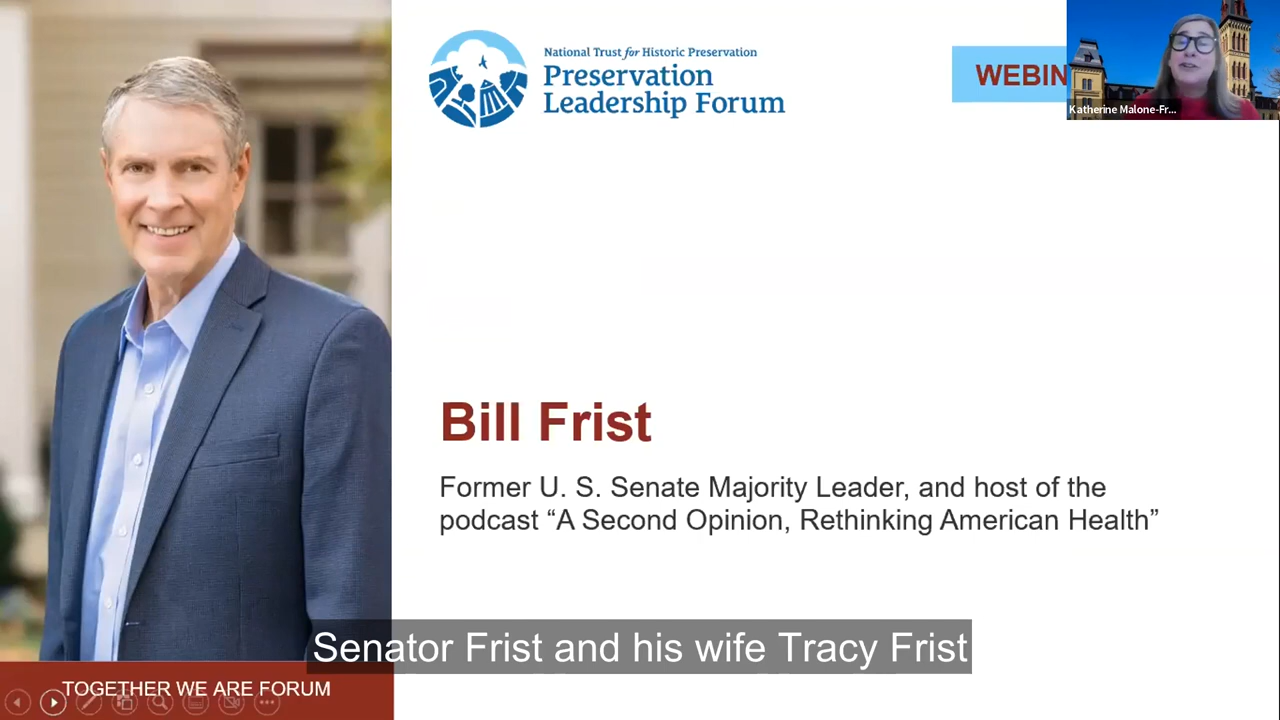 National Trust for Historic Preservation
Preservation
Leadership Forum
WEBIN
Katherine Malone-Fr...
Bill Frist
Former U. S. Senate Majority Leader, and host of the
podcast “A Second Opinion, Rethinking American Health”
Senator Frist and his wife Tracy Frist
TOGETHER WE ARE FORUM